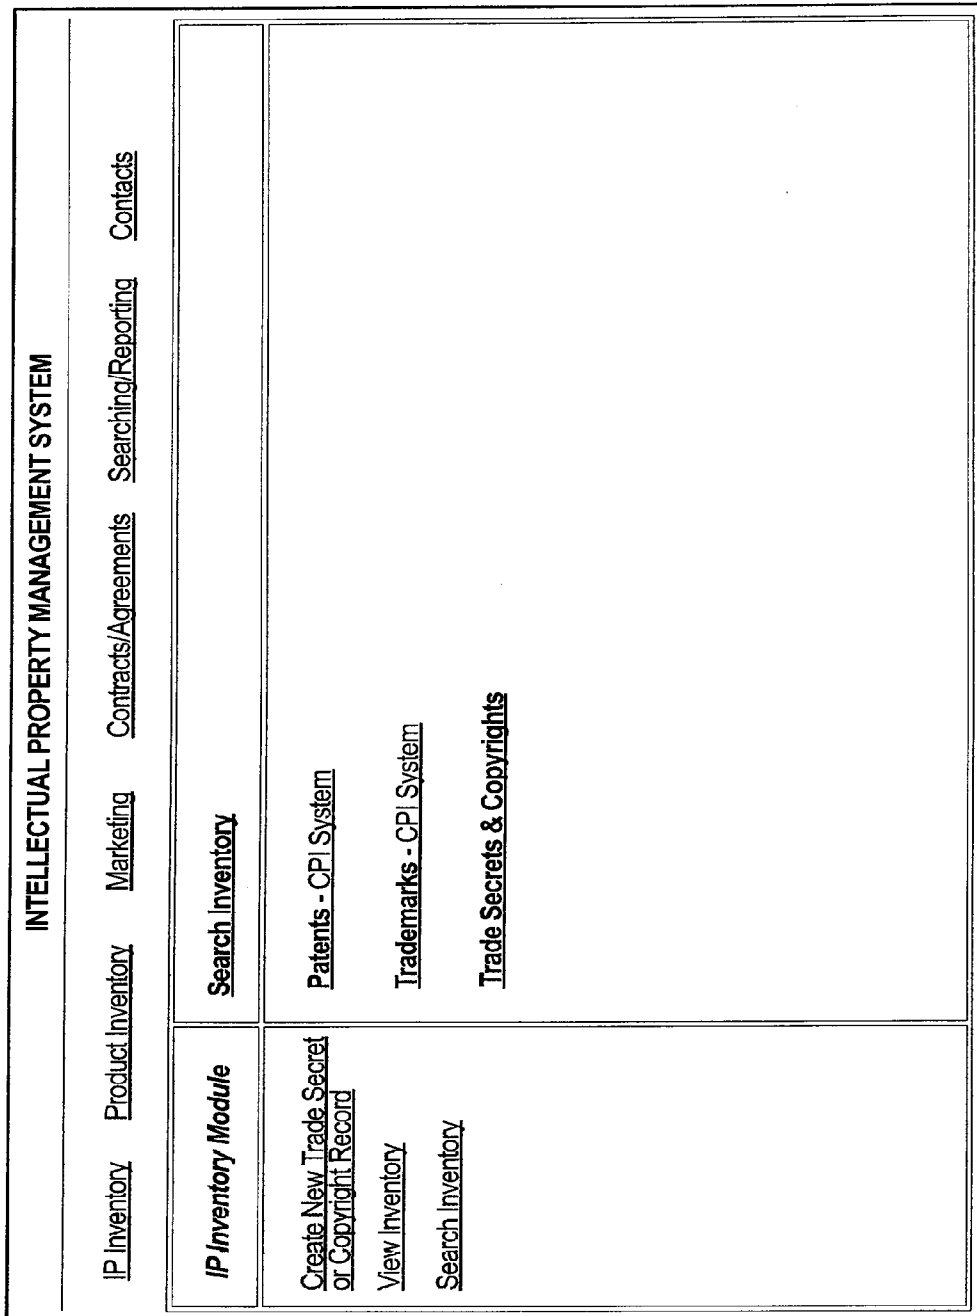 INTELLECTUAL PROPERTY MANAGEMENT SYSTEM
IP Inventory Product Inventory Marketing Contracts/Agreements Searching/Reporting Contacts
IP Inventory Module
Search Inventory
Create New Trade Secret
or Copyright Record
View Inventory
Search Inventory
Patents - CPI System
Trademarks - CPI System
Trade Secrets & Copyrights